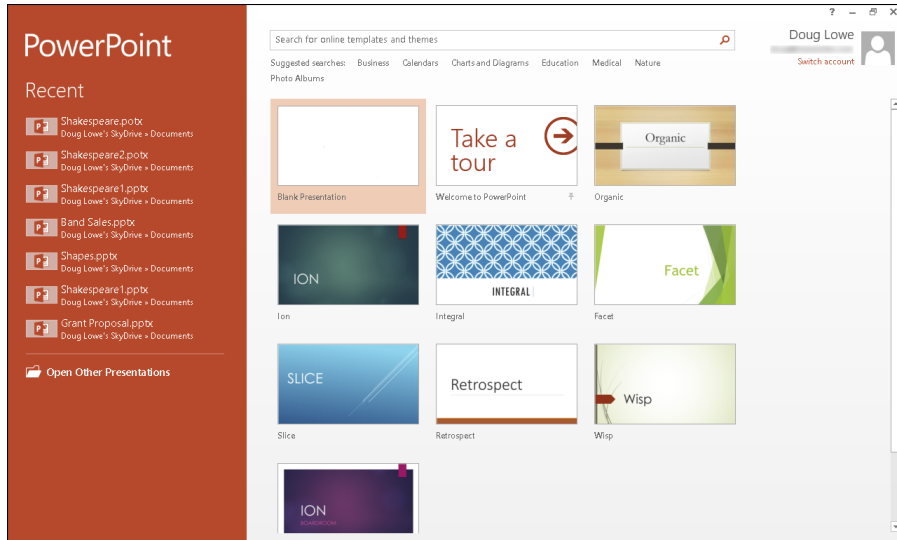 ?
PowerPoint
Search for online templates and themes
Doug Lowe
Switch account
Suggested searches: Business Calendars Charts and Diagrams Education Medical Nature
Photo Albums
Recent
Shakespeare.potx
Doug Lowe's SkyDrive » Documents
Shakespeare2.potx
Doug Lowe's SkyDrive » Documents
Shakespeare1.pptx
Doug Lowe's SkyDrive » Documents
Band Sales.pptx
Doug Lowe's SkyDrive » Documents
Shapes.pptx
Doug Lowe's SkyDrive » Documents
Shakespeare1.pptx
Doug Lowe's SkyDrive » Documents
Grant Proposal.pptx
Doug Lowe's SkyDrive » Documents
Open Other Presentations
Take a
tour
Organic
Blank Presentation
Welcome to PowerPoint
Organic
ION
INTEGRAL
Facet
Ion
Integral
Facet
SLICE
Retrospect
Wisp
Slice
Retrospect
Wisp
ION
BOARDROOM